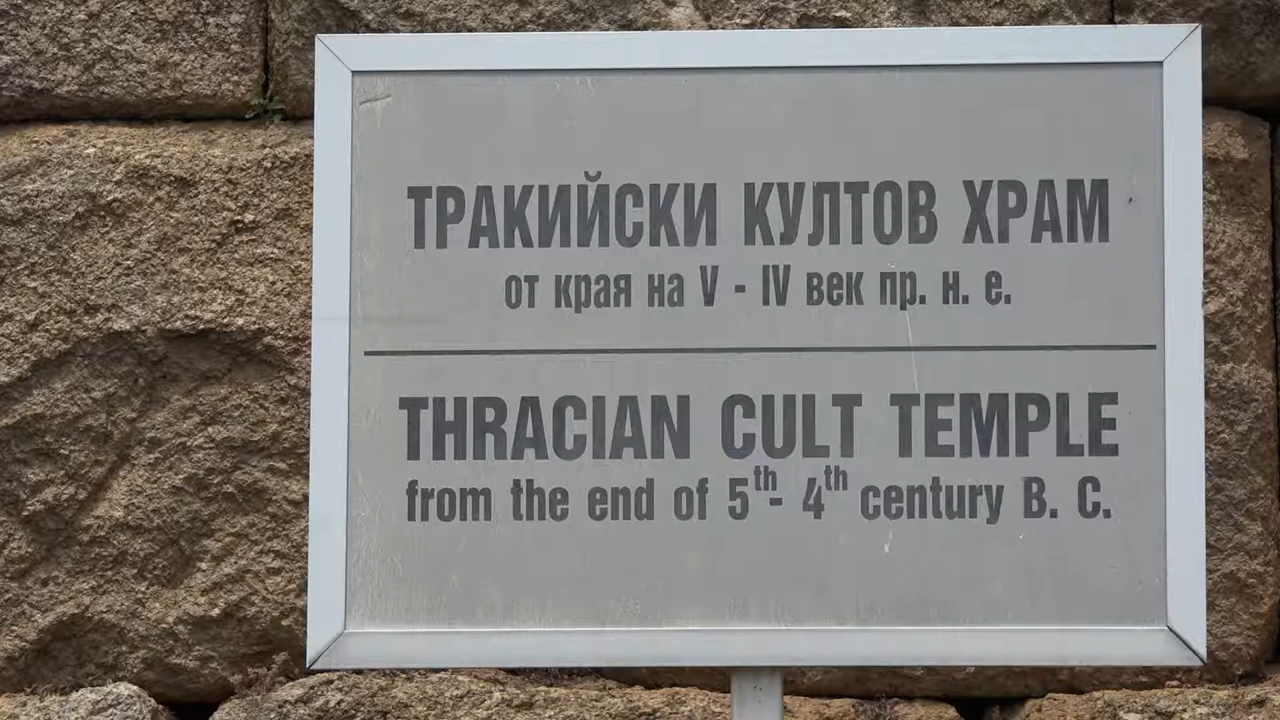 ТРАКИЙСКИ КУЛТОВ ХРАМ
от края на V - IV век пр. н. е.
THRACIAN CULT TEMPLE
from the end of 5th- 4th century B. C.